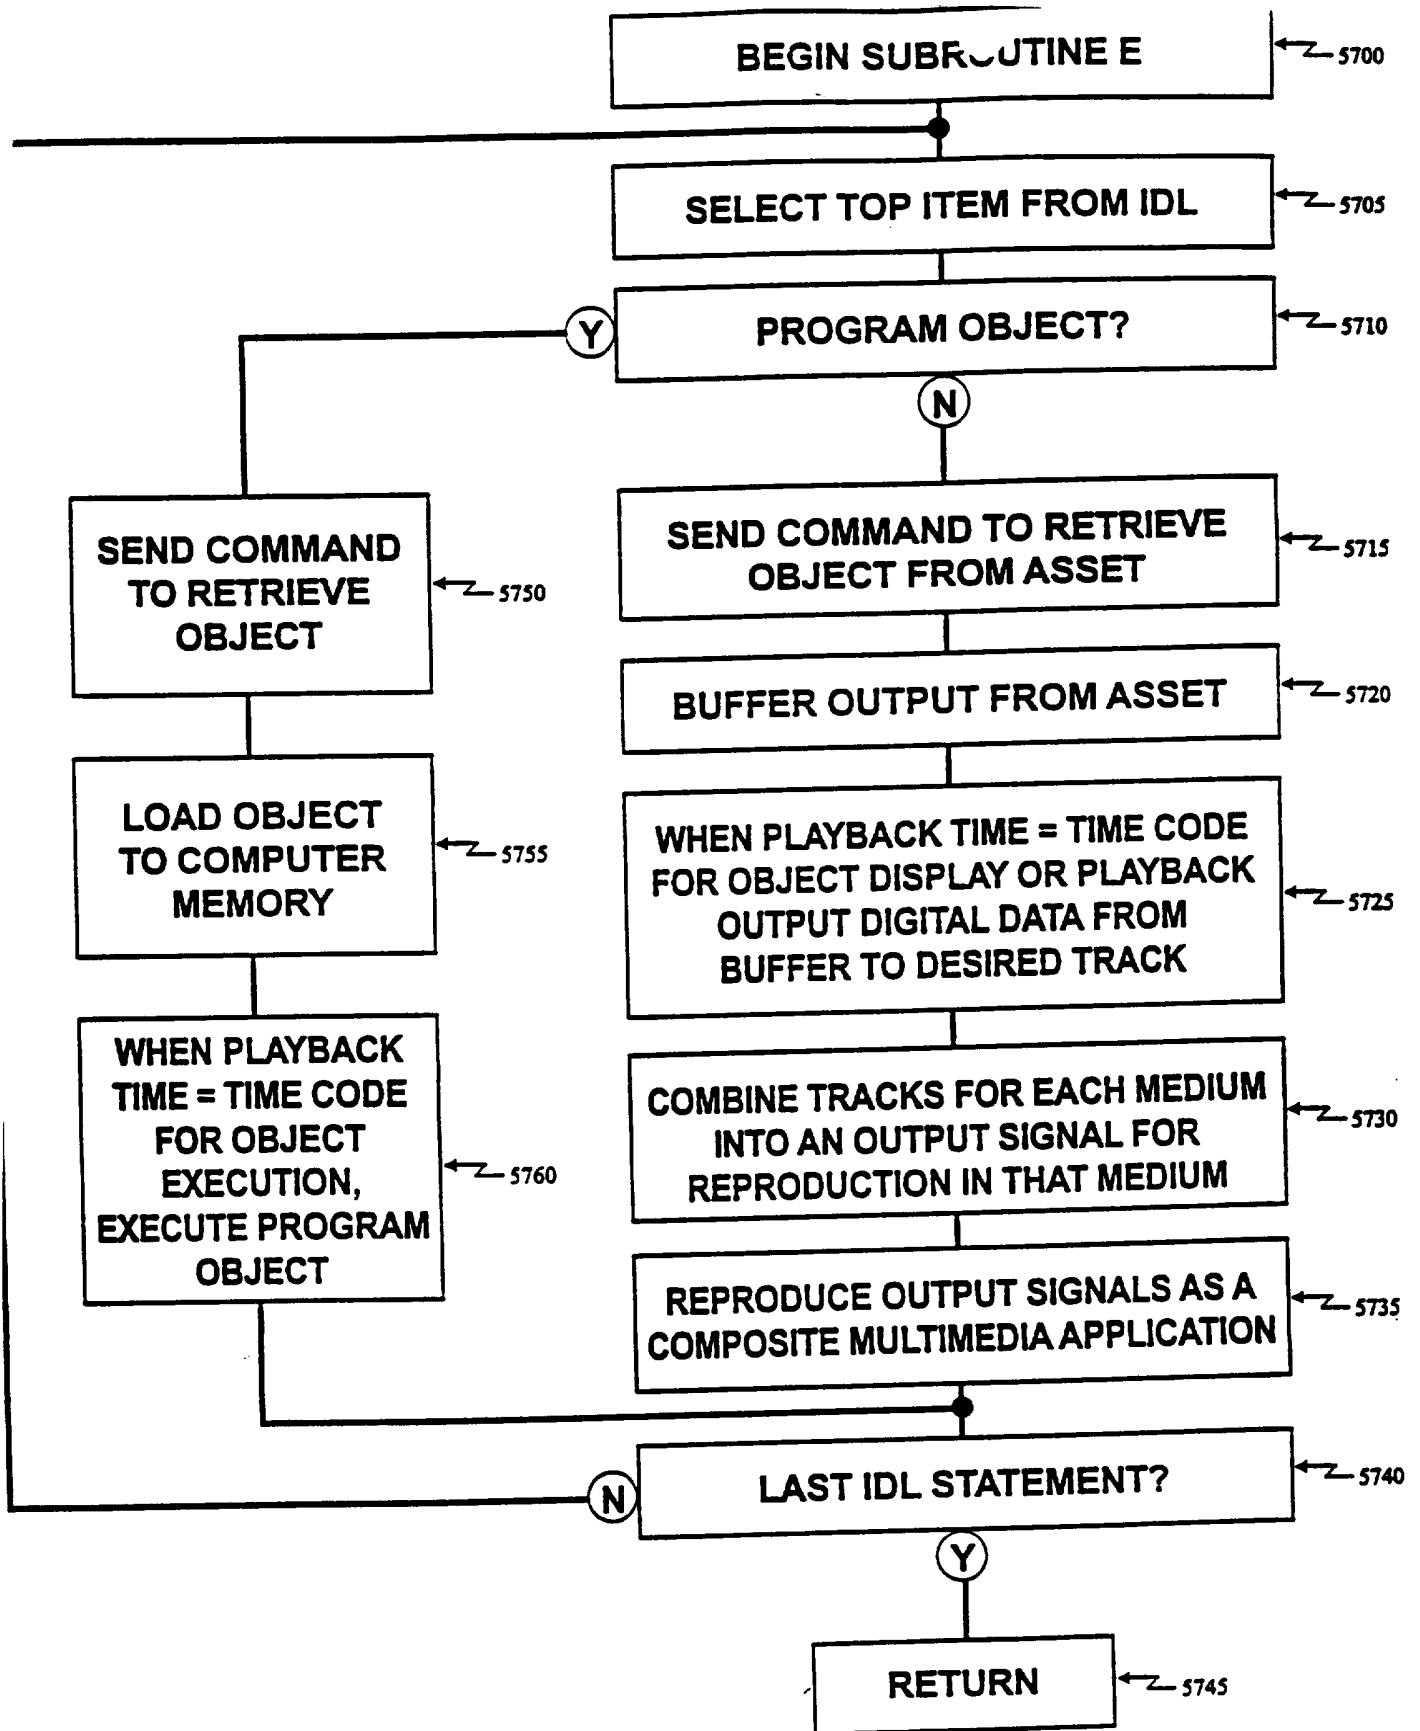 BEGIN SUBROUTINE E
5700
SELECT TOP ITEM FROM IDL
5705
PROGRAM OBJECT?
5710
Y
N
SEND COMMAND
TO RETRIEVE
OBJECT
5750
SEND COMMAND TO RETRIEVE
OBJECT FROM ASSET
5715
BUFFER OUTPUT FROM ASSET
5720
LOAD OBJECT
TO COMPUTER
MEMORY
5755
WHEN PLAYBACK TIME = TIME CODE
FOR OBJECT DISPLAY OR PLAYBACK
OUTPUT DIGITAL DATA FROM
BUFFER TO DESIRED TRACK
5725
WHEN PLAYBACK
TIME = TIME CODE
FOR OBJECT
EXECUTION,
EXECUTE PROGRAM
OBJECT
5760
COMBINE TRACKS FOR EACH MEDIUM
INTO AN OUTPUT SIGNAL FOR
REPRODUCTION IN THAT MEDIUM
5730
REPRODUCE OUTPUT SIGNALS AS A
COMPOSITE MULTIMEDIA APPLICATION
5735
LAST IDL STATEMENT?
5740
N
Y
RETURN
5745